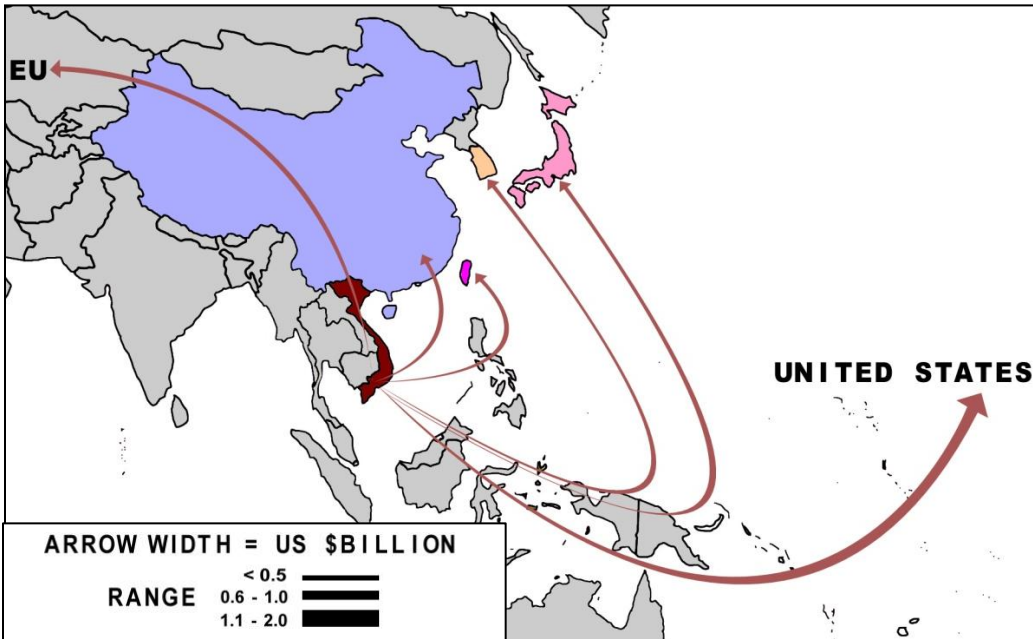 EU
UNITED STATES
ARROW WIDTH = US $BILLION
RANGE
< 0.5
0.6 - 1.0
1.1 - 2.0